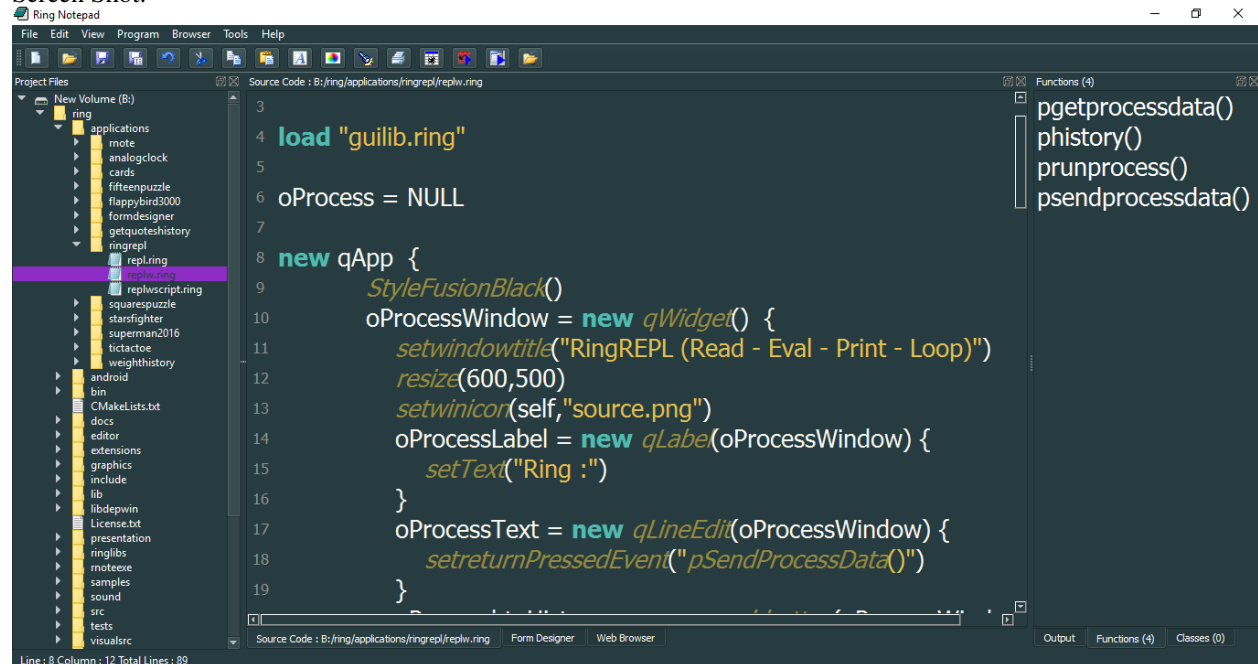 Screen Shot:
Ring Notepad
File Edit View Program Browser Tools Help
Project Files
New Volume (B:)
ring
applications
rnote
analogclock
cards
fifteenpuzzle
flappybird3000
formdesigner
getquoteshistory
ringrepl
repl.ring
replw.ring
replwscript.ring
squarespuzzle
starsfighter
superman2016
tictactoe
weighthistory
android
bin
CMakeLists.txt
docs
editor
extensions
graphics
include
lib
libdepwin
License.txt
presentation
ringlibs
rnoteexe
samples
sound
src
tests
visualsrc
Source Code : B:/ring/applications/ringrepl/replw.ring
3
4 load "guilib.ring"
5
6 oProcess = NULL
7
8 new qApp {
9 StyleFusionBlack()
10 oProcessWindow = new qWidget() {
11 setwindowtitle("RingREPL (Read - Eval - Print - Loop)")
12 resize(600,500)
13 setwinicon(self,"source.png")
14 oProcessLabel = new qLabel(oProcessWindow) {
15 setText("Ring :")
16 }
17 oProcessText = new qLineEdit(oProcessWindow) {
18 setreturnPressedEvent("pSendProcessData()")
19 }
Source Code : B:/ring/applications/ringrepl/replw.ring Form Designer Web Browser
Functions (4)
pgetprocessdata()
phistory()
prunprocess()
psendprocessdata()
Output Functions (4) Classes (0)
Line : 8 Column : 12 Total Lines : 89